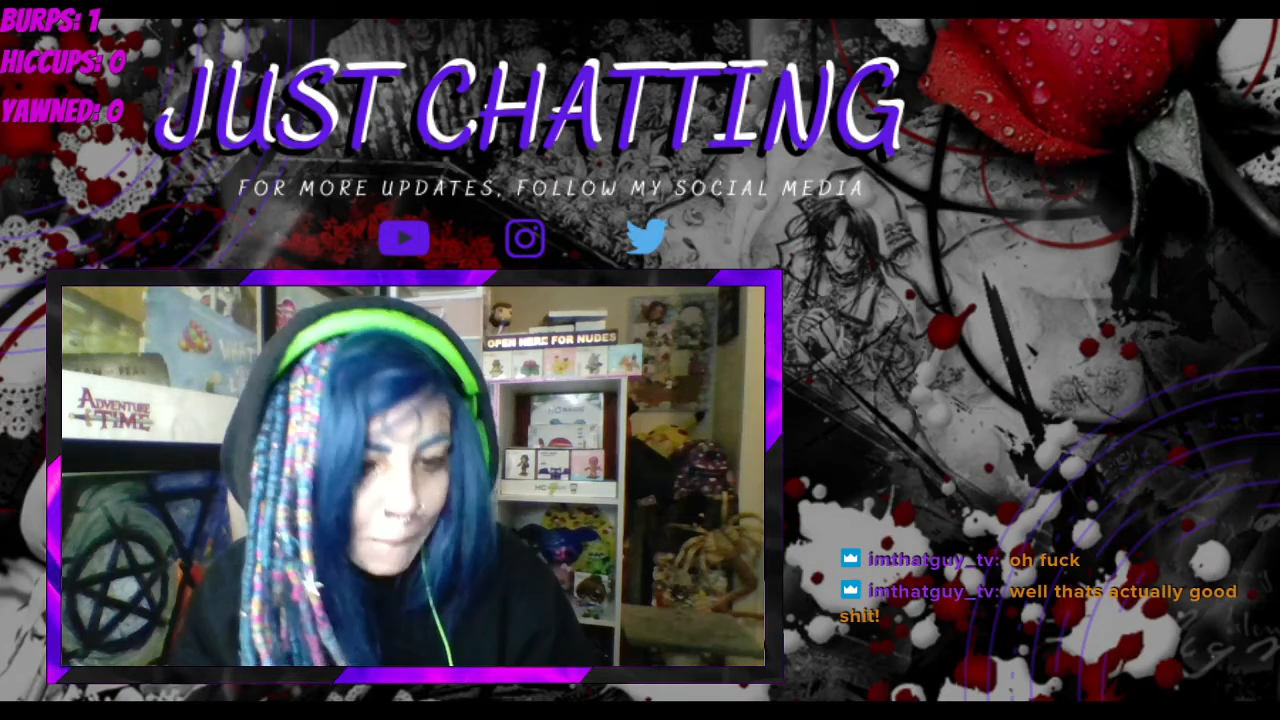 BURPS: 1
HICCUPS: 0
YAWNED: 0
JUST CHATTING
FOR MORE UPDATES, FOLLOW MY SOCIAL MEDIA
OPEN HERE FOR NUDES
ADVENTURE
TIME
imthatguy_tv: oh fuck
imthatguy_tv: well thats actually good
shit!